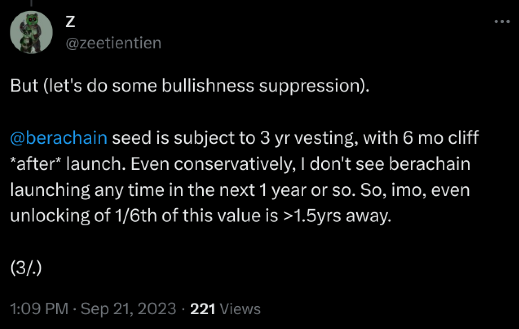 Z
@zeetientien
But (let's do some bullishness suppression).
@berachain seed is subject to 3 yr vesting, with 6 mo cliff
*after* launch. Even conservatively, I don't see berachain
launching any time in the next 1 year or so. So, imo, even
unlocking of 1/6th of this value is >1.5yrs away.
(3/.)
1:09 PM · Sep 21, 2023 · 221 Views